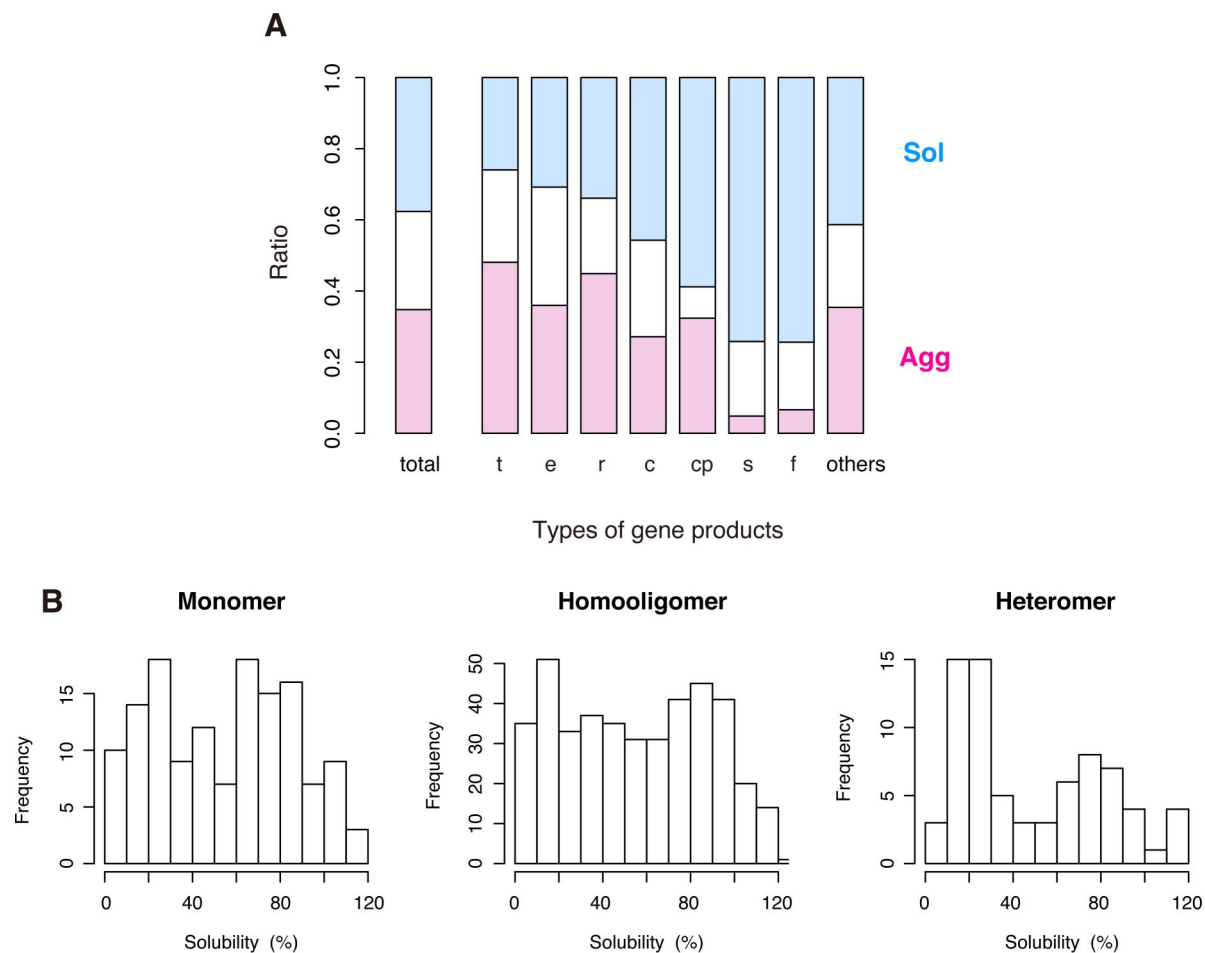 A
1.0
0.8
0.6
0.4
0.2
0.0
Ratio
Sol
Agg
total t e r c cp s f others
Types of gene products
B
Monomer
15
10
5
0
Frequency
0 40 80 120
Solubility (%)
Homooligomer
50
40
30
20
10
0
Frequency
0 40 80 120
Solubility (%)
Heteromer
15
10
5
0
Frequency
0 40 80 120
Solubility (%)